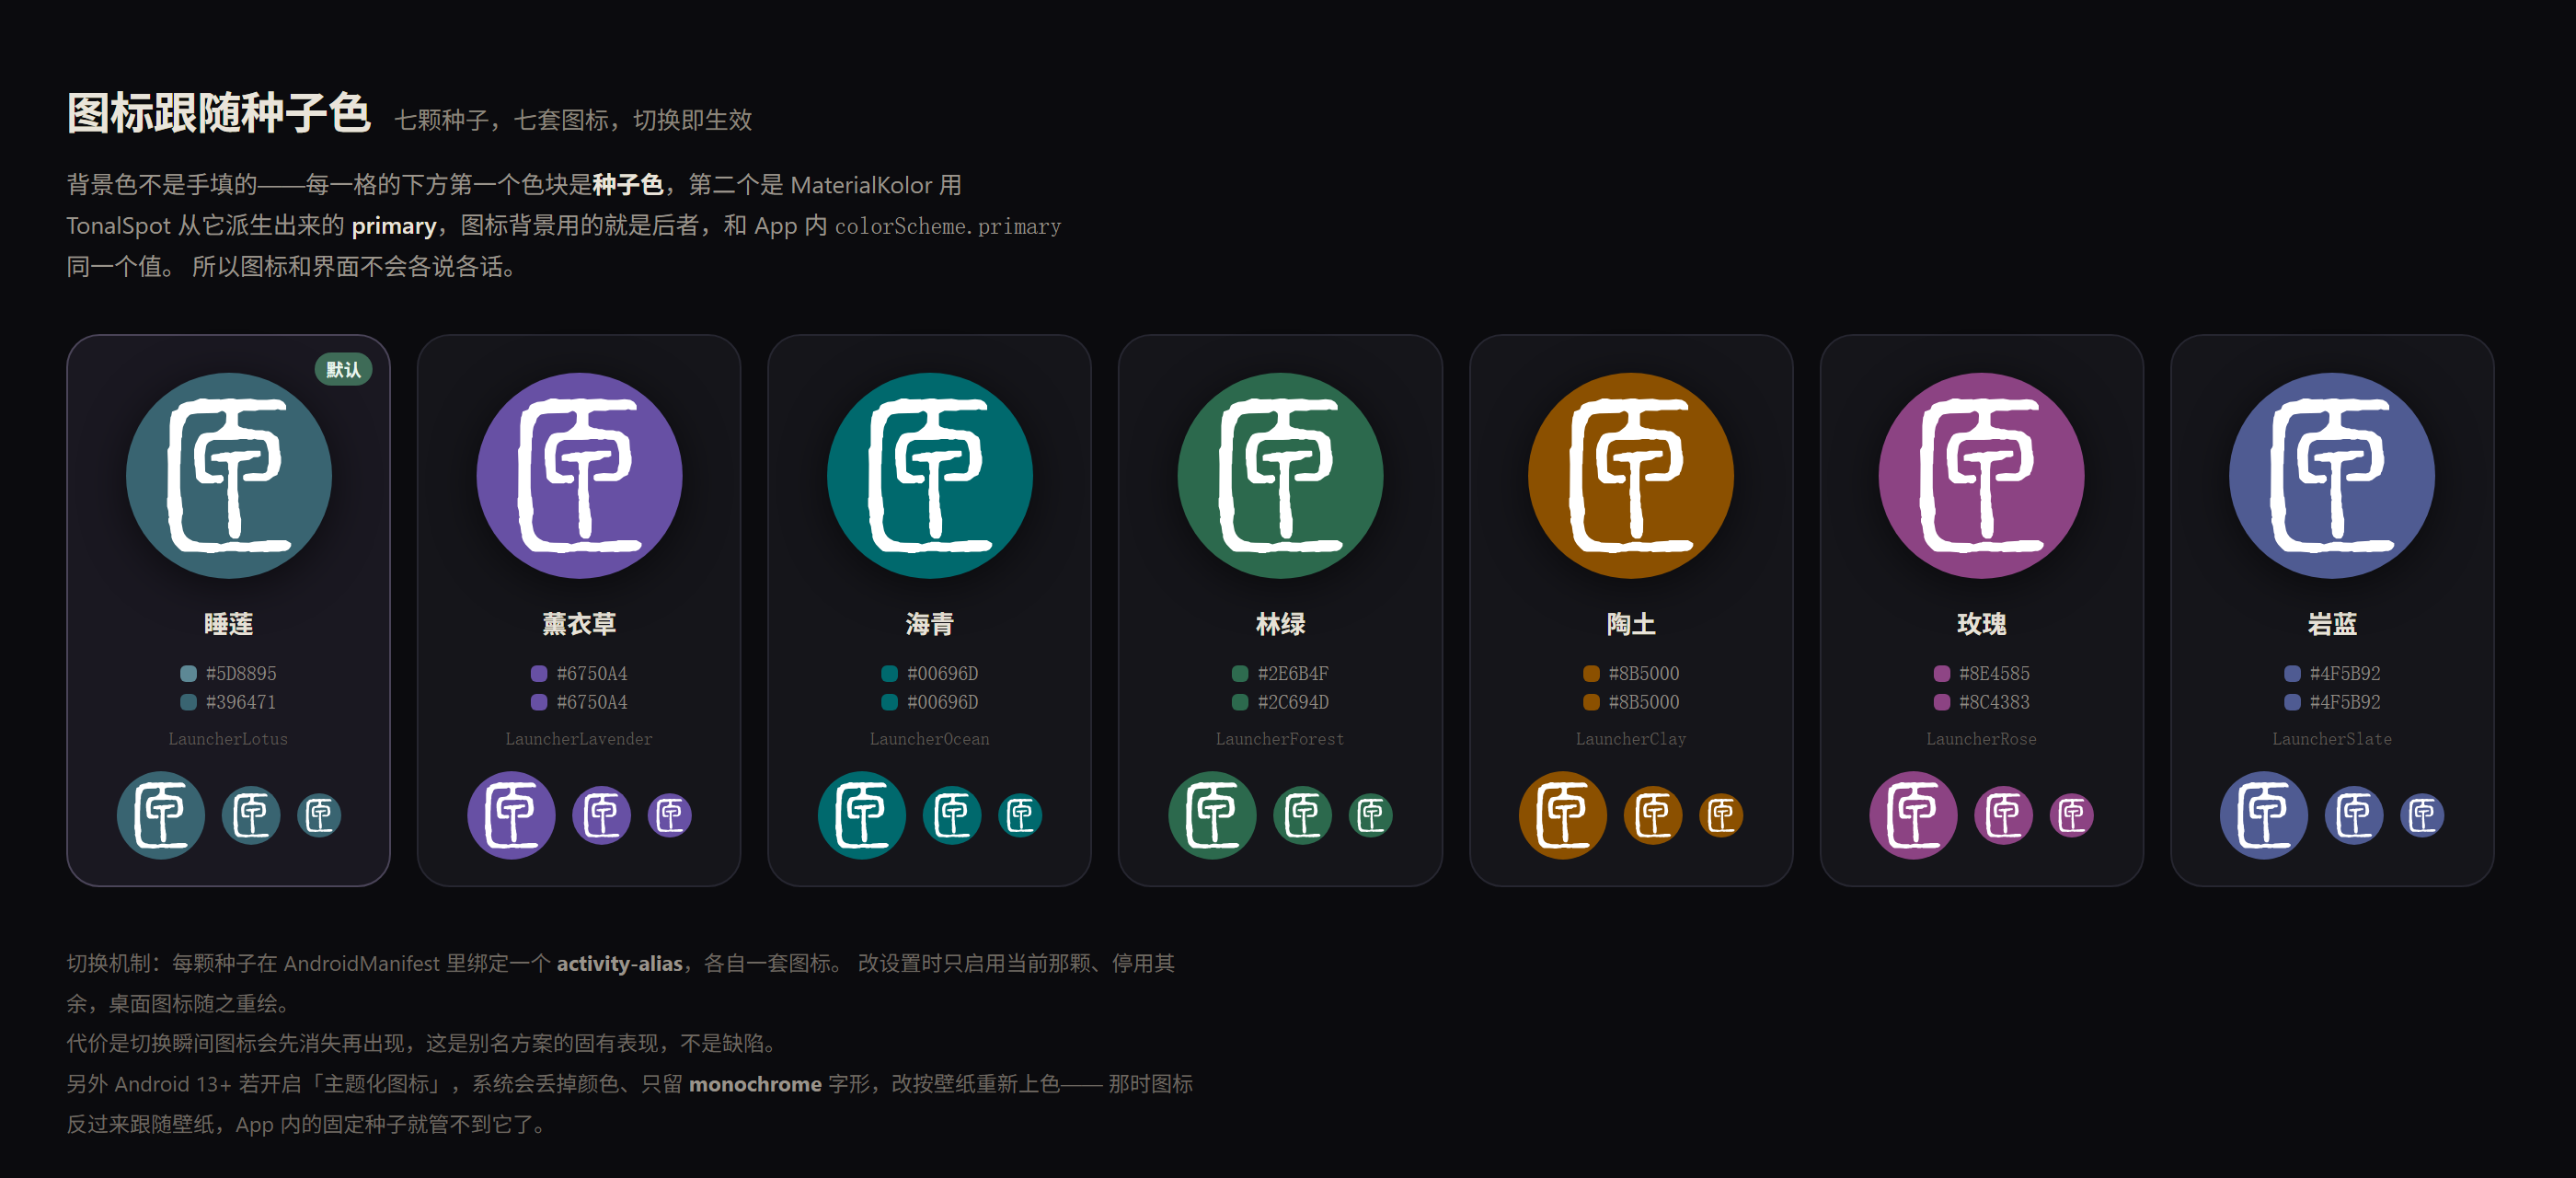 图标跟随种子色 七颗种子，七套图标，切换即生效
背景色不是手填的——每一格的下方第一个色块是种子色，第二个是 MaterialKolor 用
TonalSpot 从它派生出来的 primary，图标背景用的就是后者，和 App 内 colorScheme.primary
同一个值。 所以图标和界面不会各说各话。
默认
睡莲
#5D8895
#396471
LauncherLotus
薰衣草
#6750A4
#6750A4
LauncherLavender
海青
#00696D
#00696D
LauncherOcean
林绿
#2E6B4F
#2C694D
LauncherForest
陶土
#8B5000
#8B5000
LauncherClay
玫瑰
#8E4585
#8C4383
LauncherRose
岩蓝
#4F5B92
#4F5B92
LauncherSlate
切换机制：每颗种子在 AndroidManifest 里绑定一个 activity-alias，各自一套图标。 改设置时只启用当前那颗、停用其
余，桌面图标随之重绘。
代价是切换瞬间图标会先消失再出现，这是别名方案的固有表现，不是缺陷。
另外 Android 13+ 若开启「主题化图标」，系统会丢掉颜色、只留 monochrome 字形，改按壁纸重新上色—— 那时图标
反过来跟随壁纸，App 内的固定种子就管不到它了。